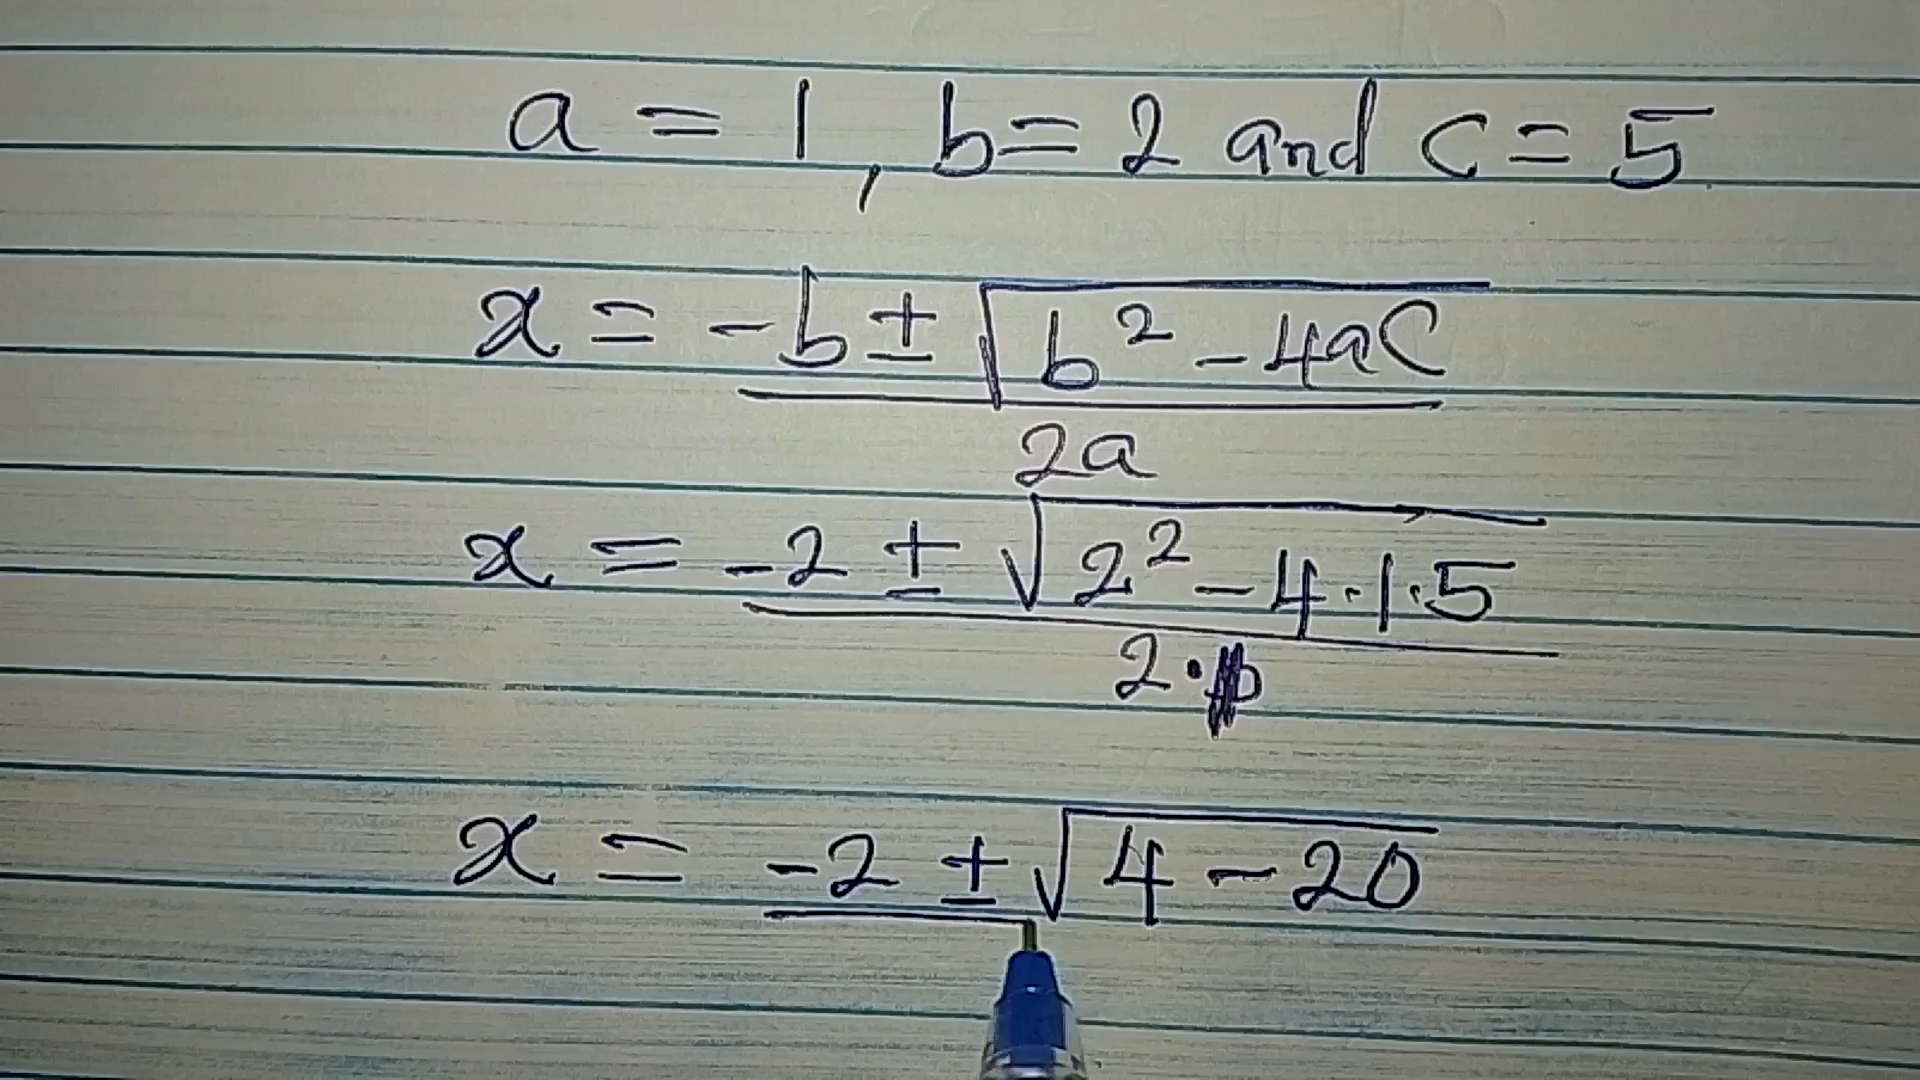 a = 1, b = 2 and c = 5
x = -b ± √b² - 4ac
2a
x = -2 ± √2² - 4·1·5
2·
x = -2 ± √4 - 20